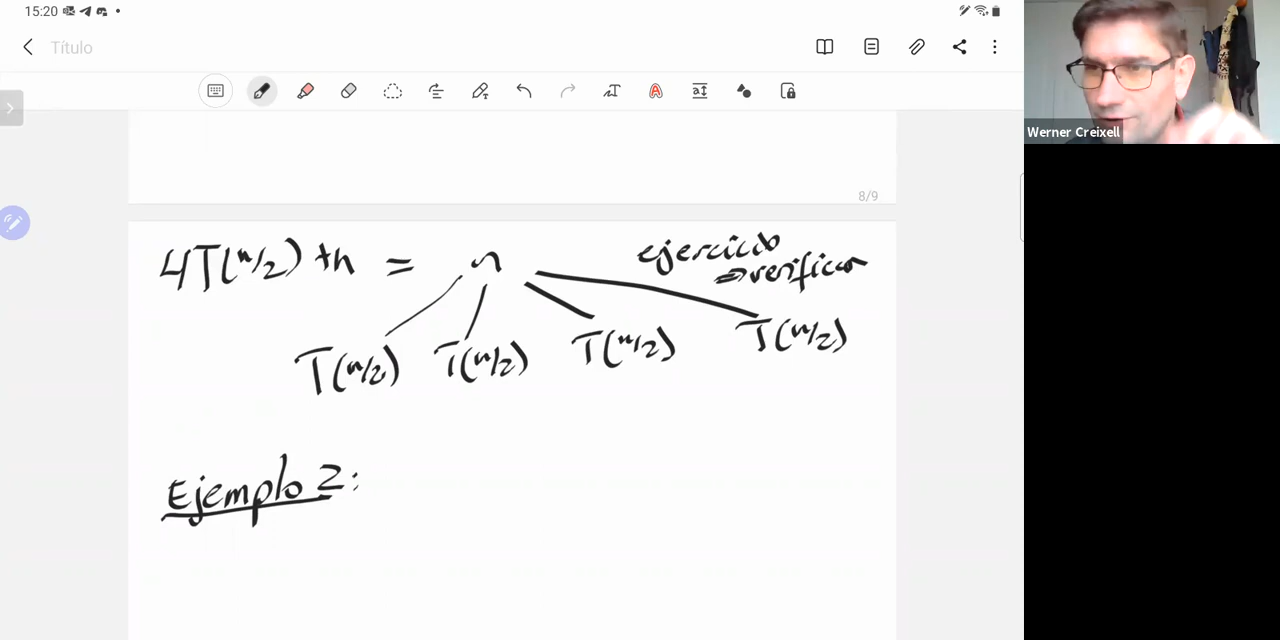 15:20
Título
Werner Creixell
8/9
4T(n/2)+n = n
ejercicio
⇒verificar
T(n/2) T(n/2) T(n/2) T(n/2)
Ejemplo 2: